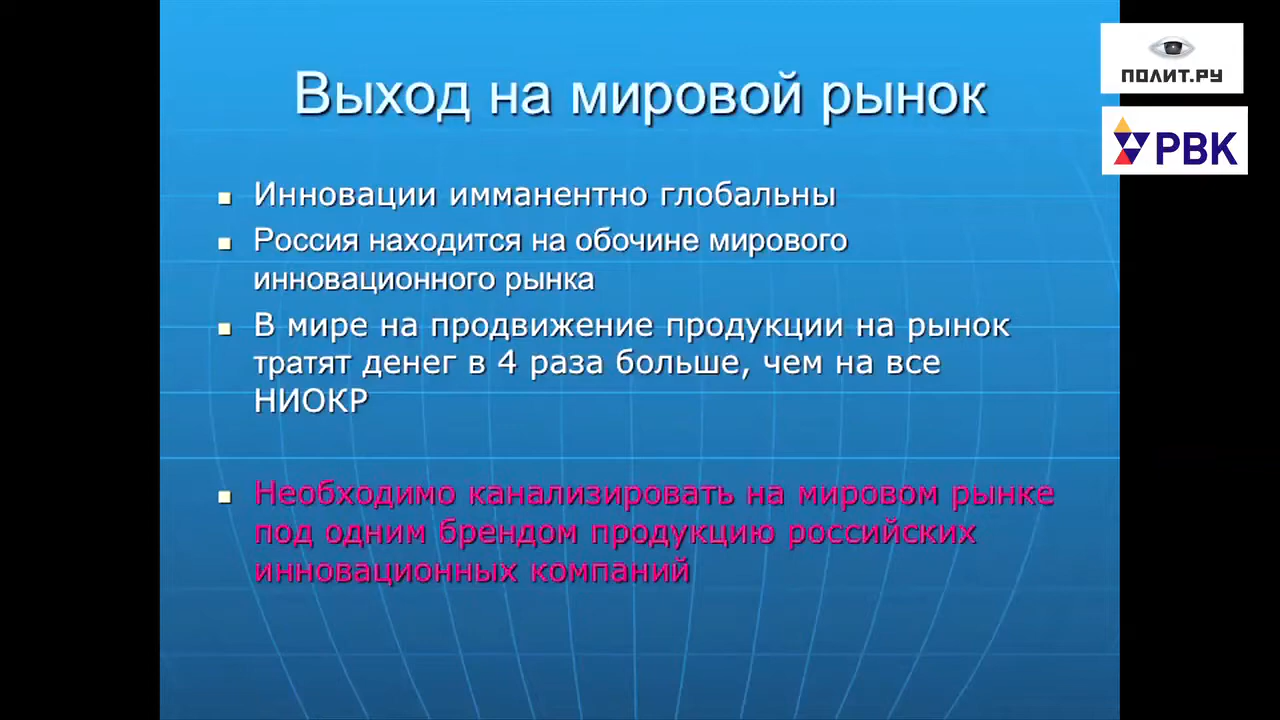 Выход на мировой рынок
ПОЛИТ.РУ
РВК
Инновации имманентно глобальны
Россия находится на обочине мирового
инновационного рынка
В мире на продвижение продукции на рынок
тратят денег в 4 раза больше, чем на все
НИОКР
Необходимо канализировать на мировом рынке
под одним брендом продукцию российских
инновационных компаний